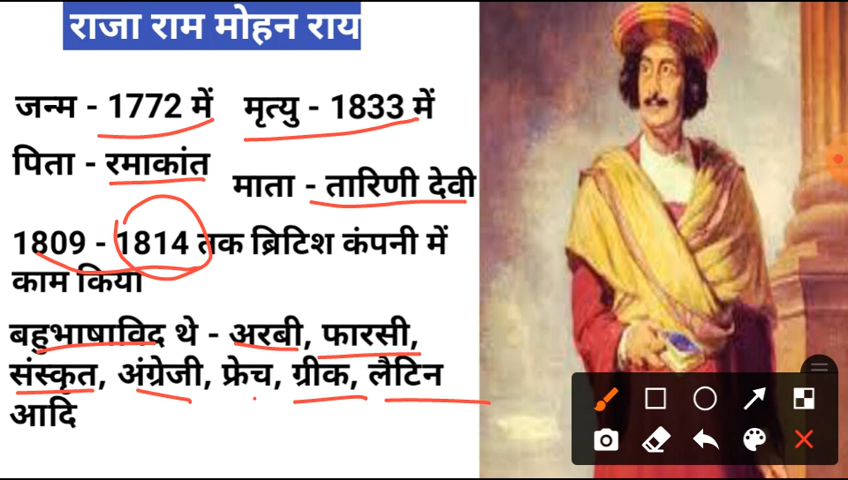 राजा राम मोहन राय
जन्म - 1772 में मृत्यु - 1833 में
पिता - रमाकांत
माता - तारिणी देवी
1809 - 1814 तक ब्रिटिश कंपनी में
काम किया
बहुभाषाविद थे - अरबी, फारसी,
संस्कृत, अंग्रेजी, फ्रेच, ग्रीक, लैटिन
आदि